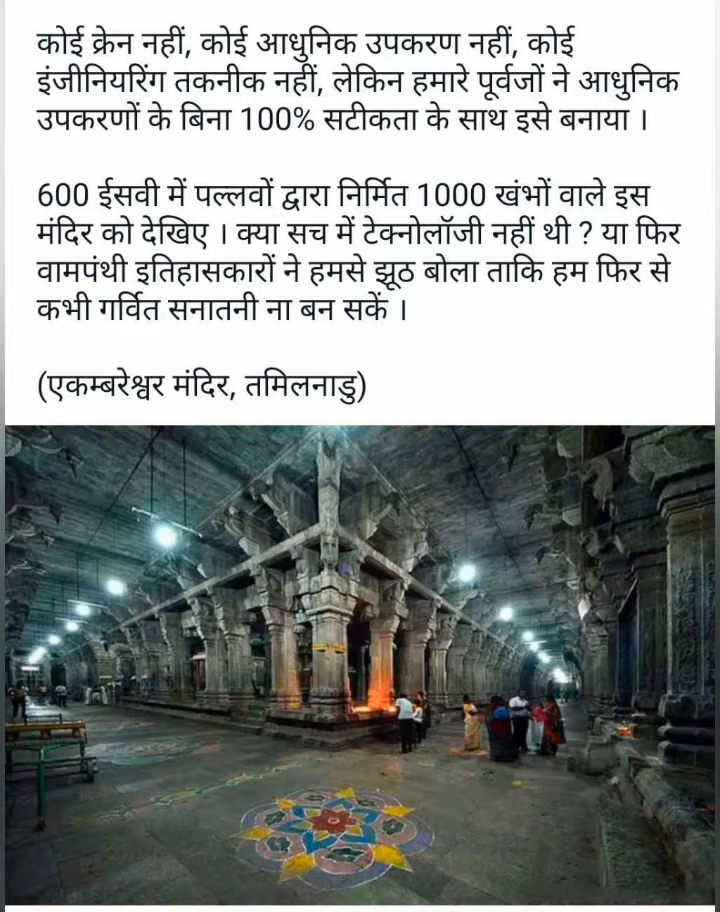 कोई क्रेन नहीं, कोई आधुनिक उपकरण नहीं, कोई
इंजीनियरिंग तकनीक नहीं, लेकिन हमारे पूर्वजों ने आधुनिक
उपकरणों के बिना 100% सटीकता के साथ इसे बनाया ।
600 ईसवी में पल्लवों द्वारा निर्मित 1000 खंभों वाले इस
मंदिर को देखिए । क्या सच में टेक्नोलॉजी नहीं थी ? या फिर
वामपंथी इतिहासकारों ने हमसे झूठ बोला ताकि हम फिर से
कभी गर्वित सनातनी ना बन सकें ।
(एकम्बरेश्वर मंदिर, तमिलनाडु)